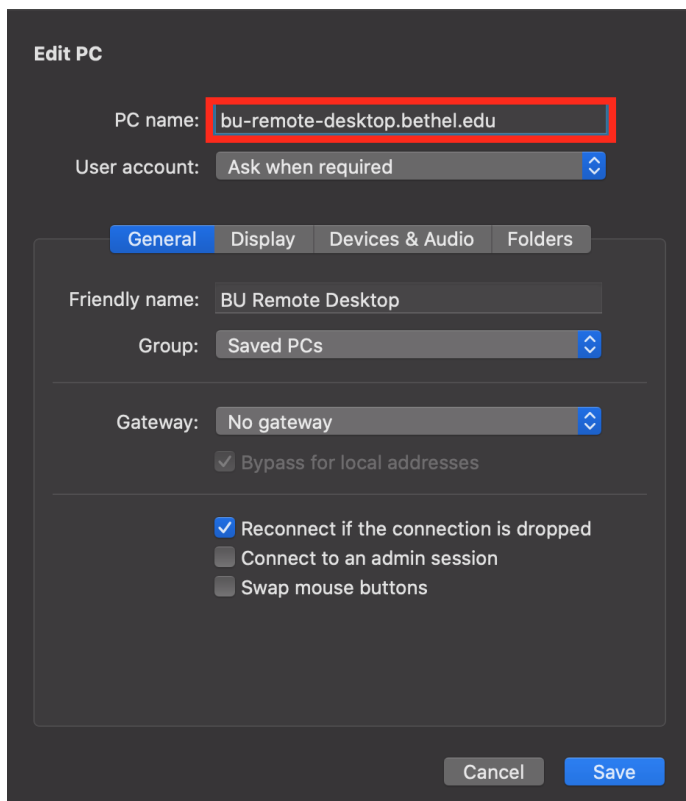 Edit PC
PC name: bu-remote-desktop.bethel.edu
User account: Ask when required
General Display Devices & Audio Folders
Friendly name: BU Remote Desktop
Group: Saved PCs
Gateway: No gateway
Bypass for local addresses
Reconnect if the connection is dropped
Connect to an admin session
Swap mouse buttons
Cancel Save